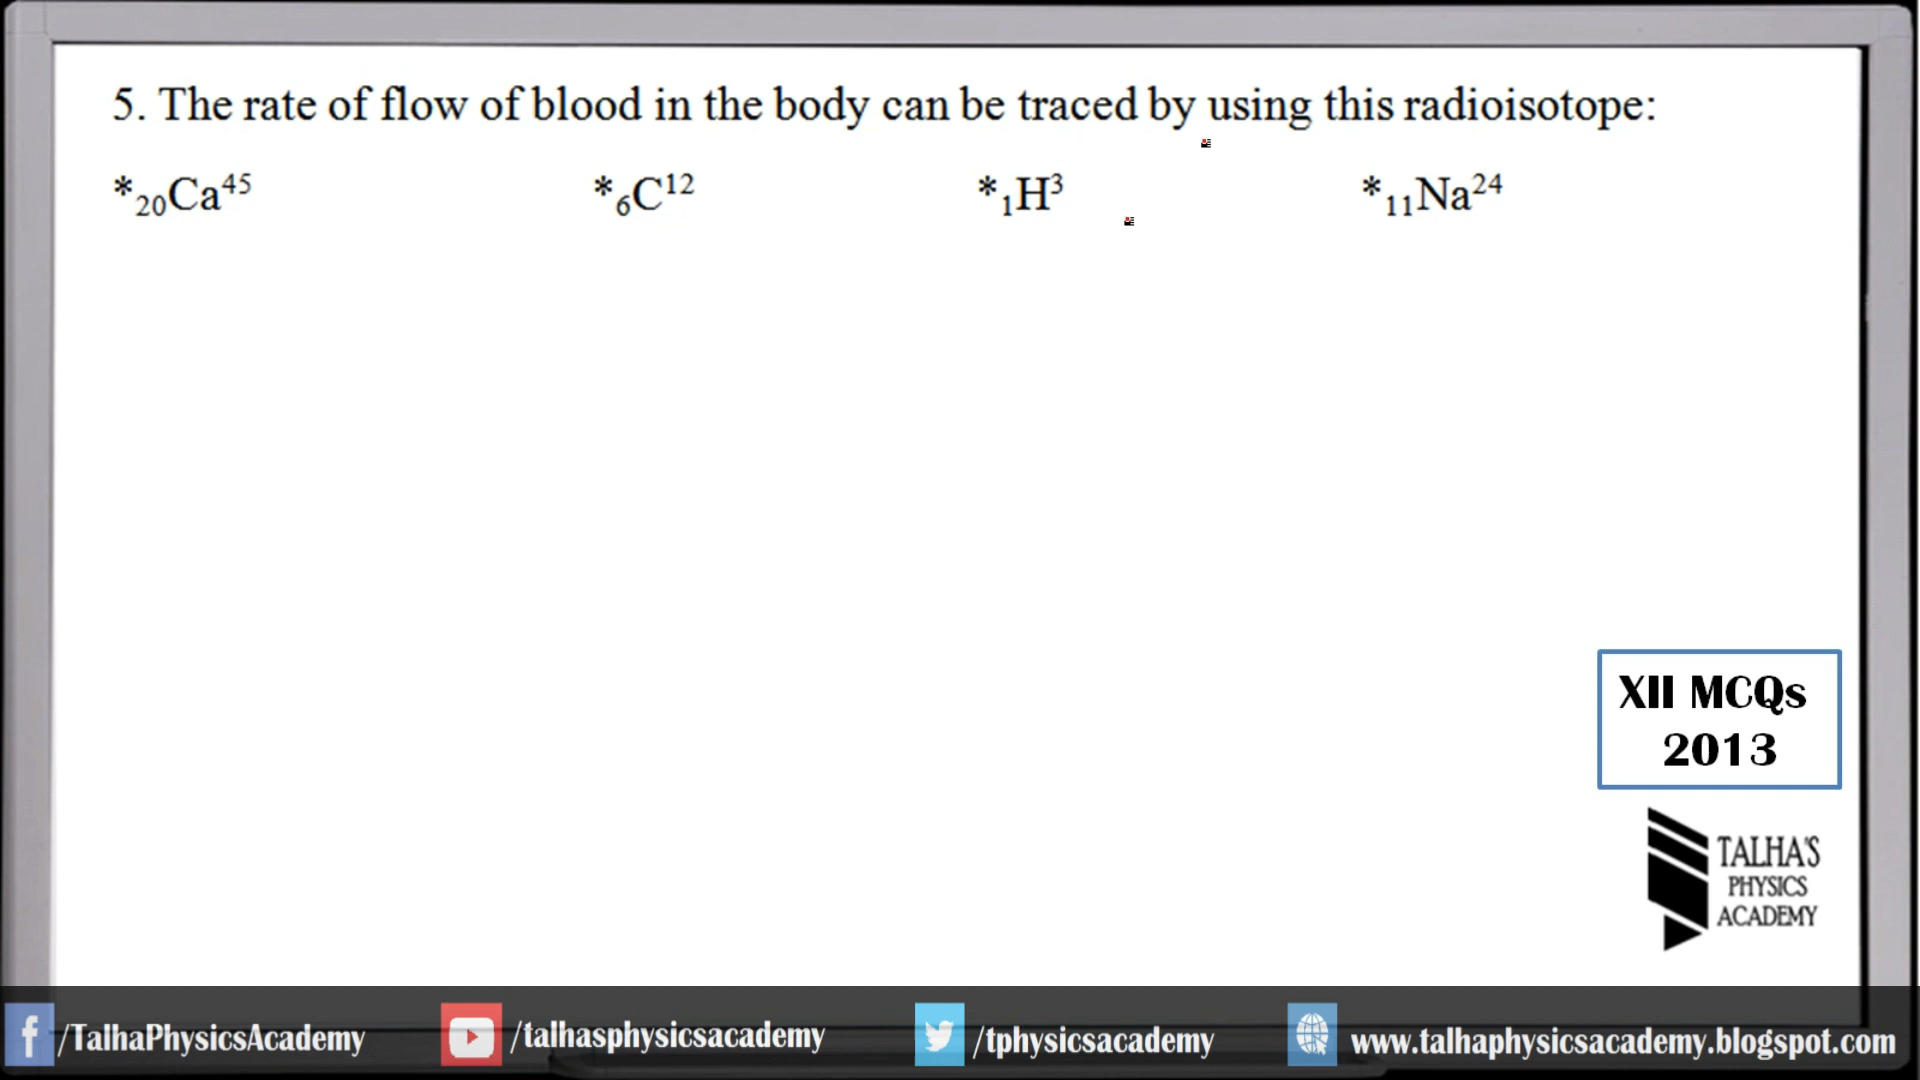 5. The rate of flow of blood in the body can be traced by using this radioisotope:
*₂₀Ca⁴⁵ *₆C¹² *₁H³ *₁₁Na²⁴
XII MCQs
2013
TALHA'S
PHYSICS
ACADEMY
/TalhaPhysicsAcademy /talhasphysicsacademy /tphysicsacademy www.talhaphysicsacademy.blogspot.com